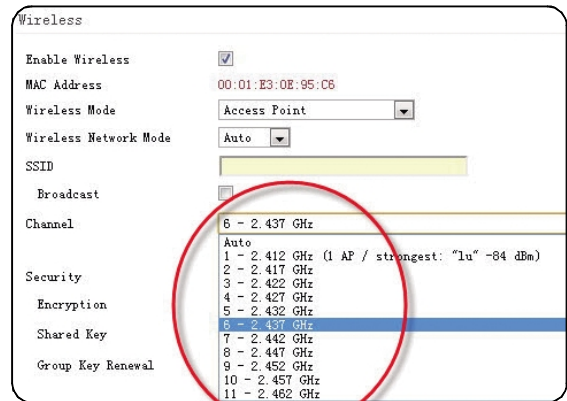 Wireless
Enable Wireless
MAC Address 00:01:E3:0E:95:C6
Wireless Mode Access Point
Wireless Network Mode Auto
SSID
Broadcast
Channel 6 - 2.437 GHz
Auto
1 - 2.412 GHz (1 AP / strongest: "lu" -84 dBm)
2 - 2.417 GHz
3 - 2.422 GHz
4 - 2.427 GHz
5 - 2.432 GHz
6 - 2.437 GHz
7 - 2.442 GHz
8 - 2.447 GHz
9 - 2.452 GHz
10 - 2.457 GHz
11 - 2.462 GHz
Security
Encryption
Shared Key
Group Key Renewal